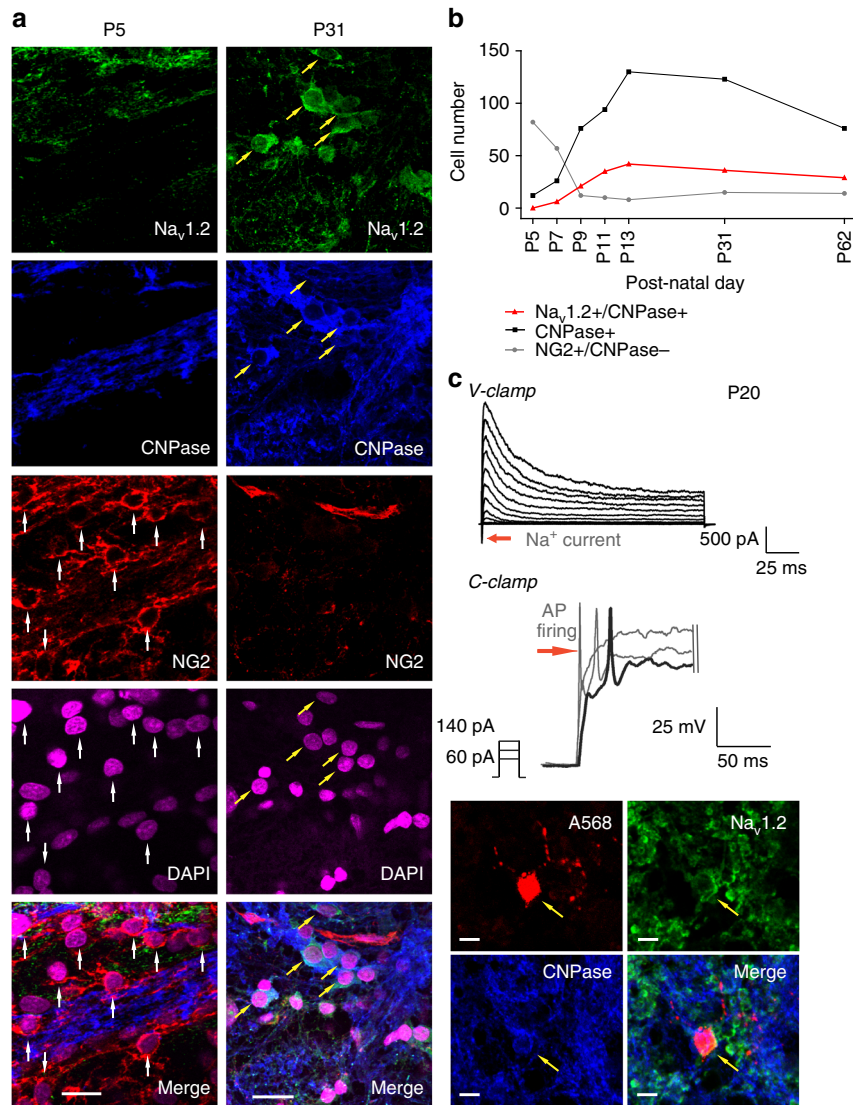 a
P5
P31
Naᵥ1.2
Naᵥ1.2
CNPase
CNPase
NG2
NG2
DAPI
DAPI
Merge
Merge
b
150
100
50
0
Cell number
P5
P7
P9
P11
P13
P31
P62
Post-natal day
Naᵥ1.2+/CNPase+
CNPase+
NG2+/CNPase–
c
V-clamp
P20
Na⁺ current
500 pA
25 ms
C-clamp
AP
firing
140 pA
60 pA
25 mV
50 ms
A568
Naᵥ1.2
CNPase
Merge